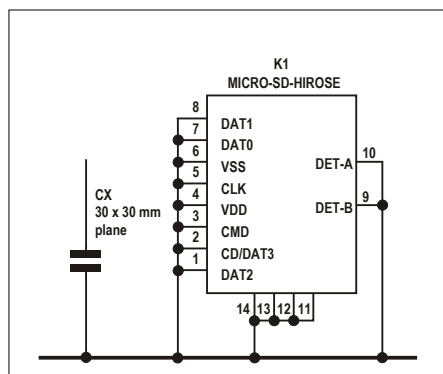 K1
MICRO-SD-HIROSE
8
DAT1
7
DAT0
6
VSS
5
CLK
4
VDD
3
CMD
2
CD/DAT3
1
DAT2
DET-A
10
DET-B
9
14 13 12 11
CX
30 x 30 mm
plane